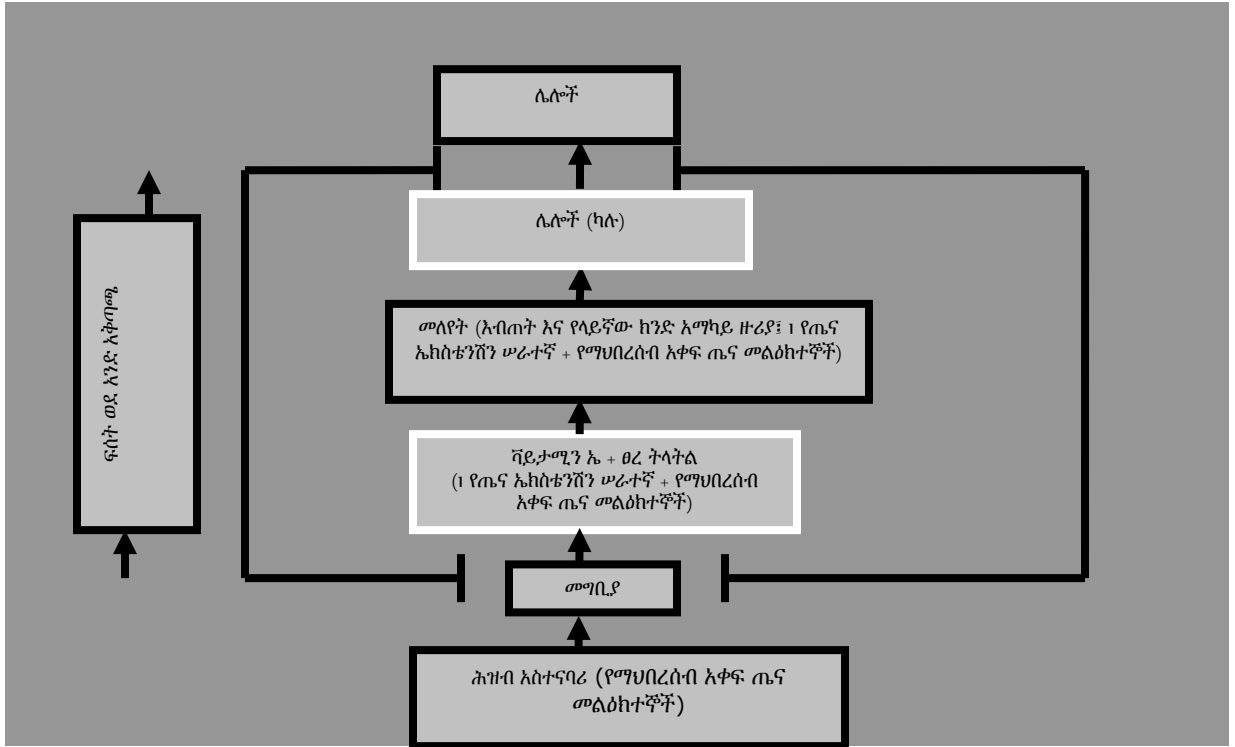 ሌሎች
ሌሎች (ካሉ)
መለየት (እብጠት እና የላይኛው ክንድ አማካይ ዙሪያ፤ ፩ የጤና
ኤክስቴንሽን ሠራተኛ + የማህበረሰብ አቀፍ ጤና መልዕክተኞች)
ቫይታሚን ኤ + ፀረ ትላትል
(፩ የጤና ኤክስቴንሽን ሠራተኛ + የማህበረሰብ
አቀፍ ጤና መልዕክተኞች)
መግቢያ
ሕዝብ አስተናባሪ (የማህበረሰብ አቀፍ ጤና
መልዕክተኞች)
ፍሰት ወደ አንድ አቅጣጫ